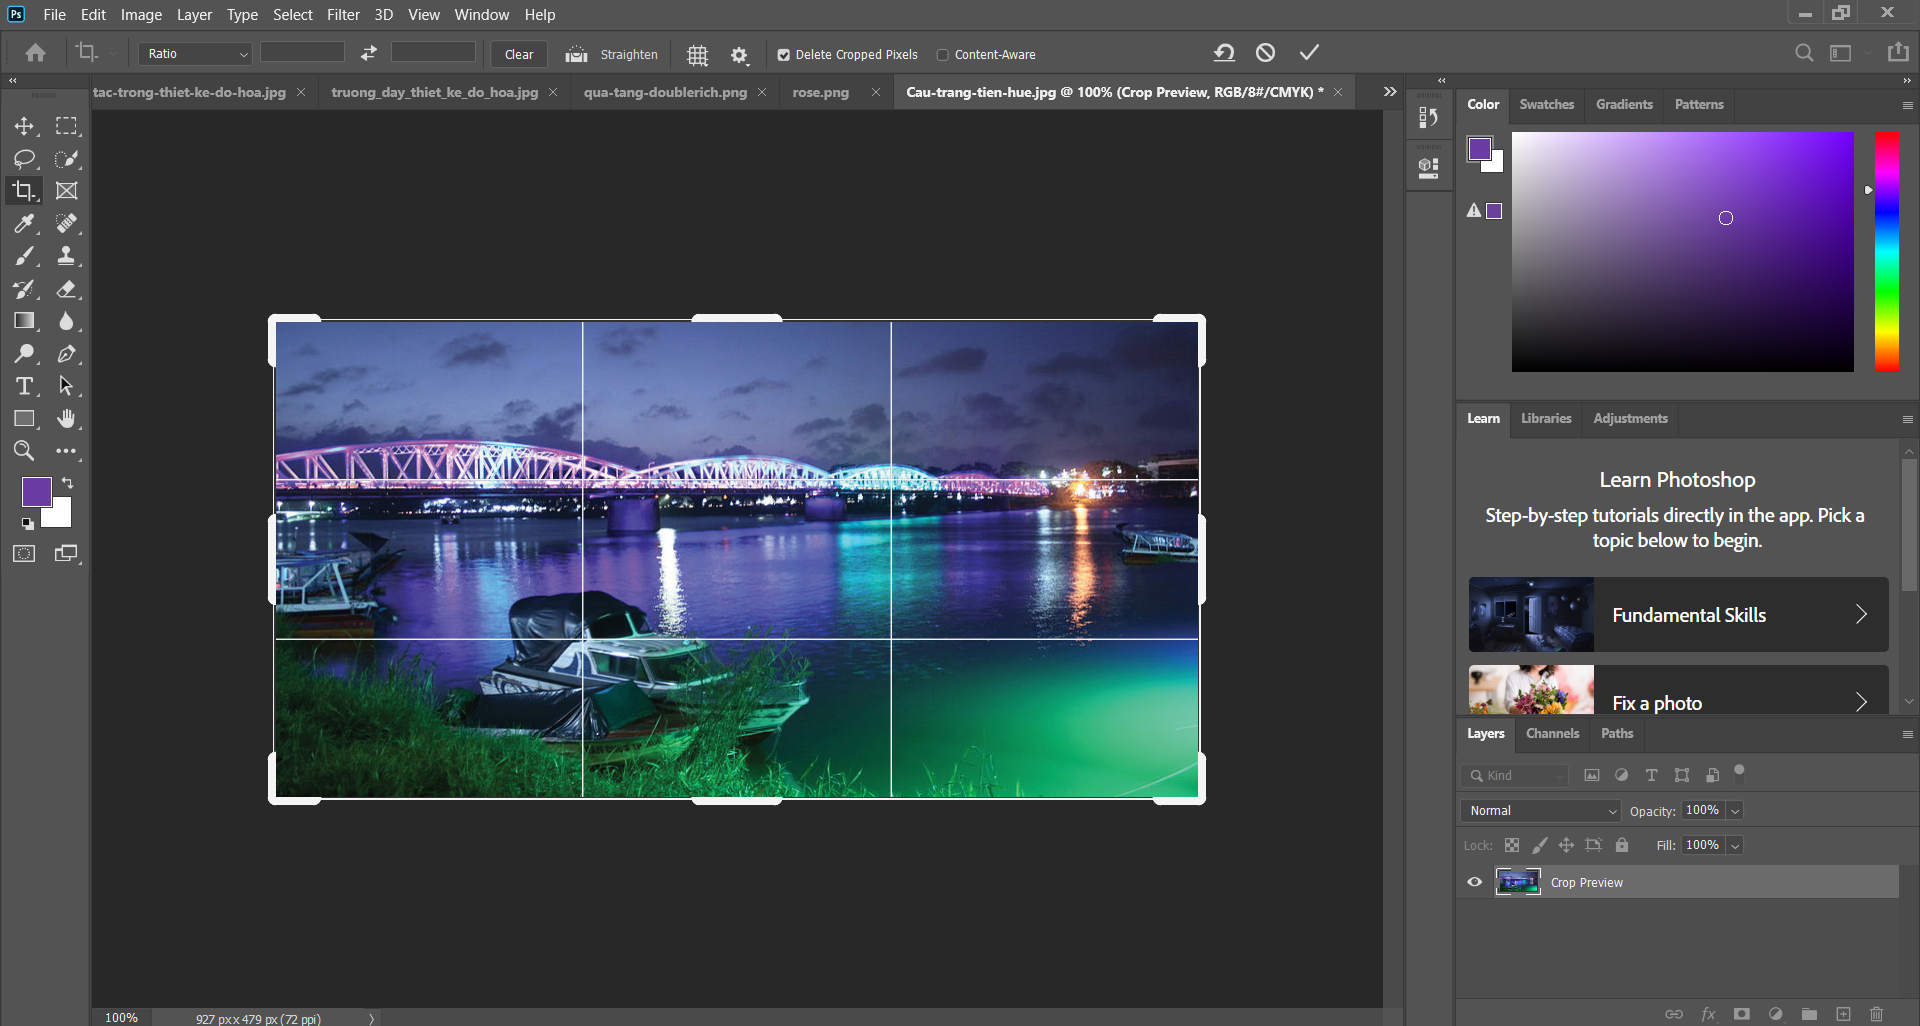 Ps File Edit Image Layer Type Select Filter 3D View Window Help
Ratio Clear Straighten Delete Cropped Pixels Content-Aware
tac-trong-thiet-ke-do-hoa.jpg truong_day_thiet_ke_do_hoa.jpg qua-tang-doublerich.png rose.png Cau-trang-tien-hue.jpg @ 100% (Crop Preview, RGB/8#/CMYK) *
Color Swatches Gradients Patterns
Learn Libraries Adjustments
Learn Photoshop
Step-by-step tutorials directly in the app. Pick a
topic below to begin.
Fundamental Skills
Fix a photo
Layers Channels Paths
Kind
Normal Opacity: 100%
Lock: Fill: 100%
Crop Preview
100% 927 px x 479 px (72 ppi)
fx